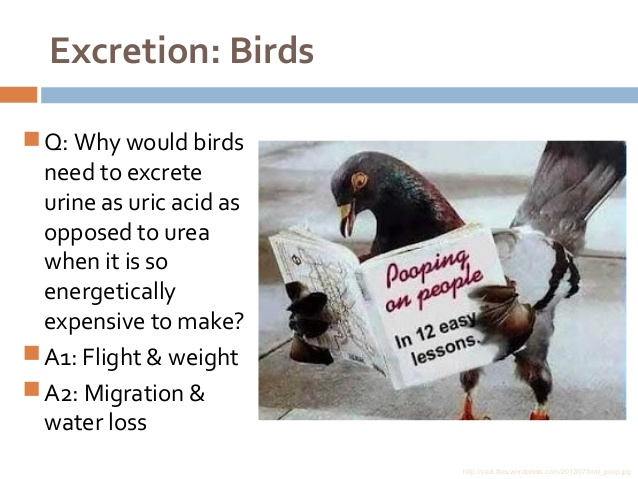 Excretion: Birds
Q: Why would birds
need to excrete
urine as uric acid as
opposed to urea
when it is so
energetically
expensive to make?
A1: Flight & weight
A2: Migration &
water loss
Pooping
on people
In 12 easy
lessons.